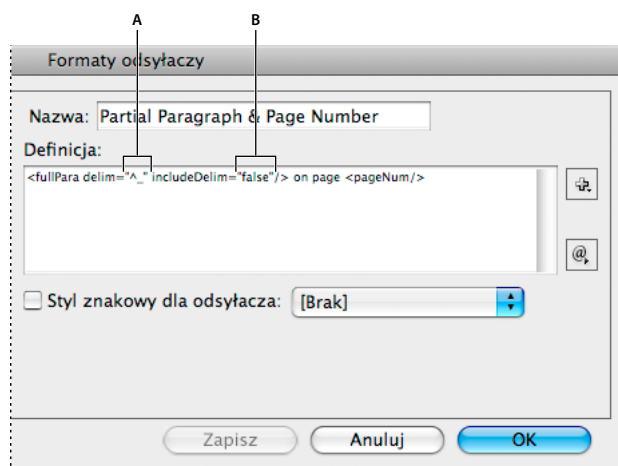 A B
Formaty odsyłaczy
Nazwa: Partial Paragraph & Page Number
Definicja:
<fullPara delim="^_" includeDelim="false"/> on page <pageNum/>
@
Styl znakowy dla odsyłacza: [Brak]
Zapisz Anuluj OK